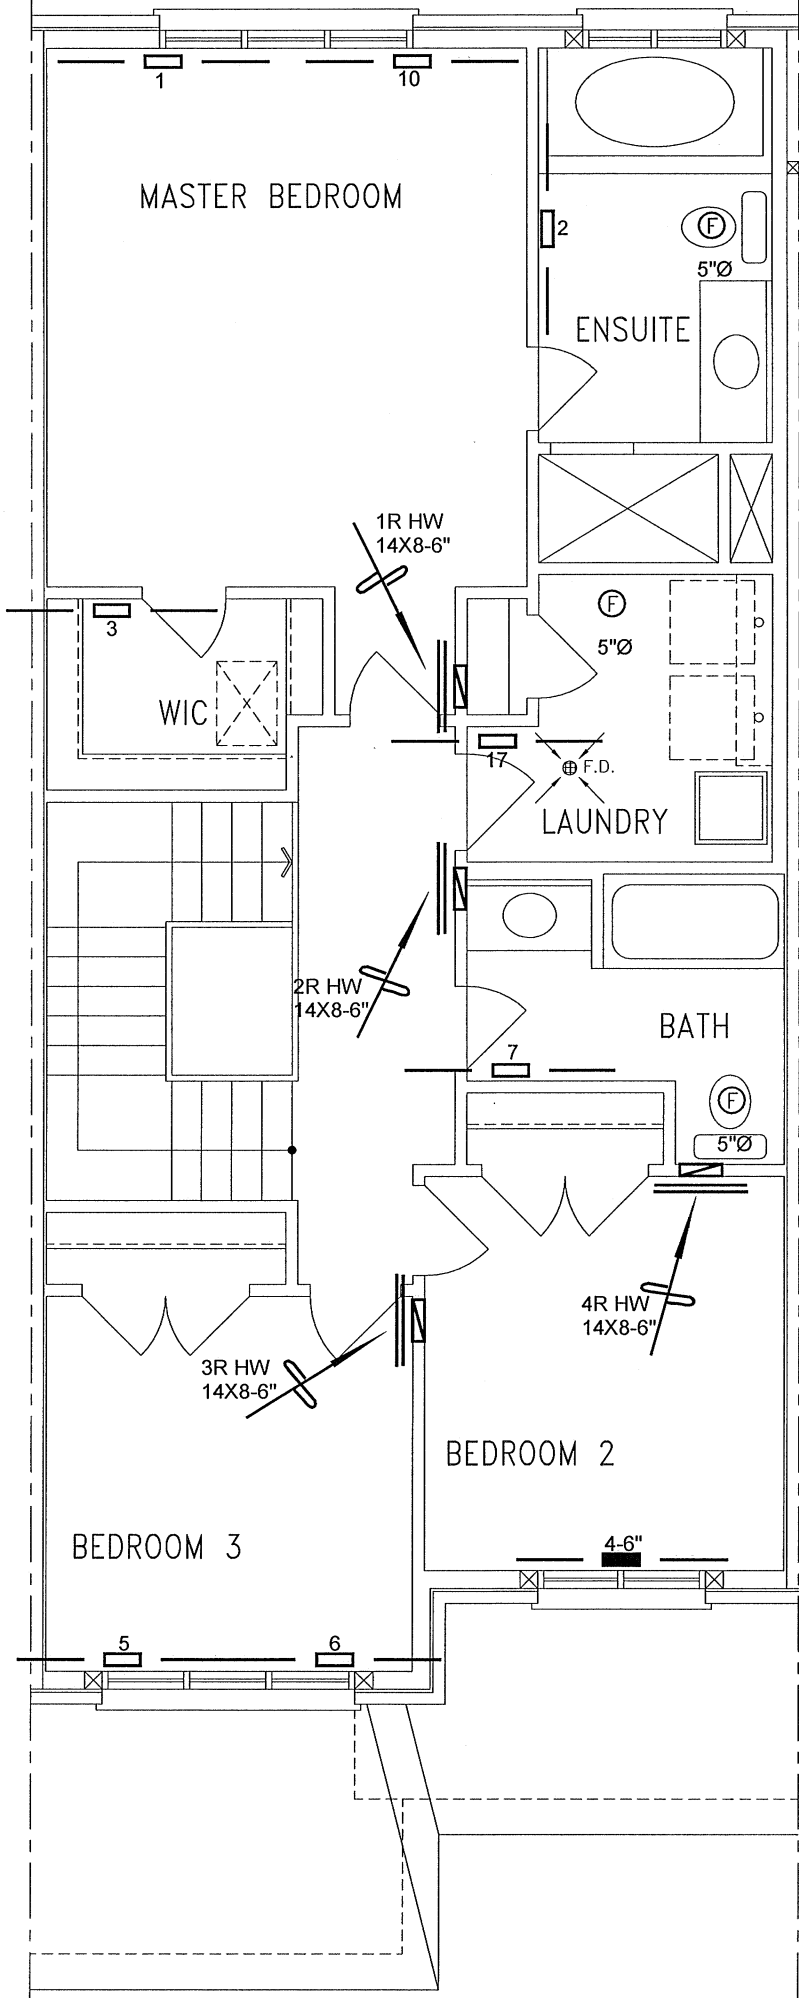 1
10
MASTER BEDROOM
2
F
5"Ø
ENSUITE
1R HW
14X8-6"
F
5"Ø
3
WIC
17
F.D.
LAUNDRY
2R HW
14X8-6"
BATH
7
F
5"Ø
4R HW
14X8-6"
3R HW
14X8-6"
BEDROOM 2
BEDROOM 3
4-6"
5
6